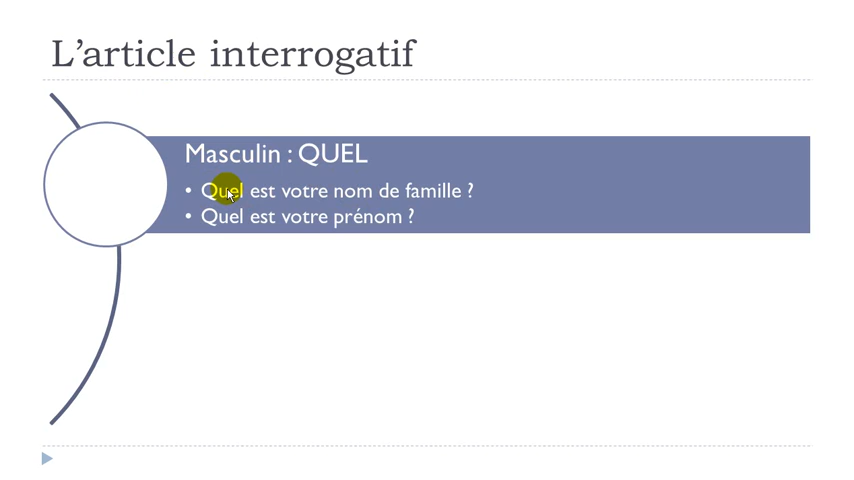 L’article interrogatif
Masculin : QUEL
• Quel est votre nom de famille ?
• Quel est votre prénom ?